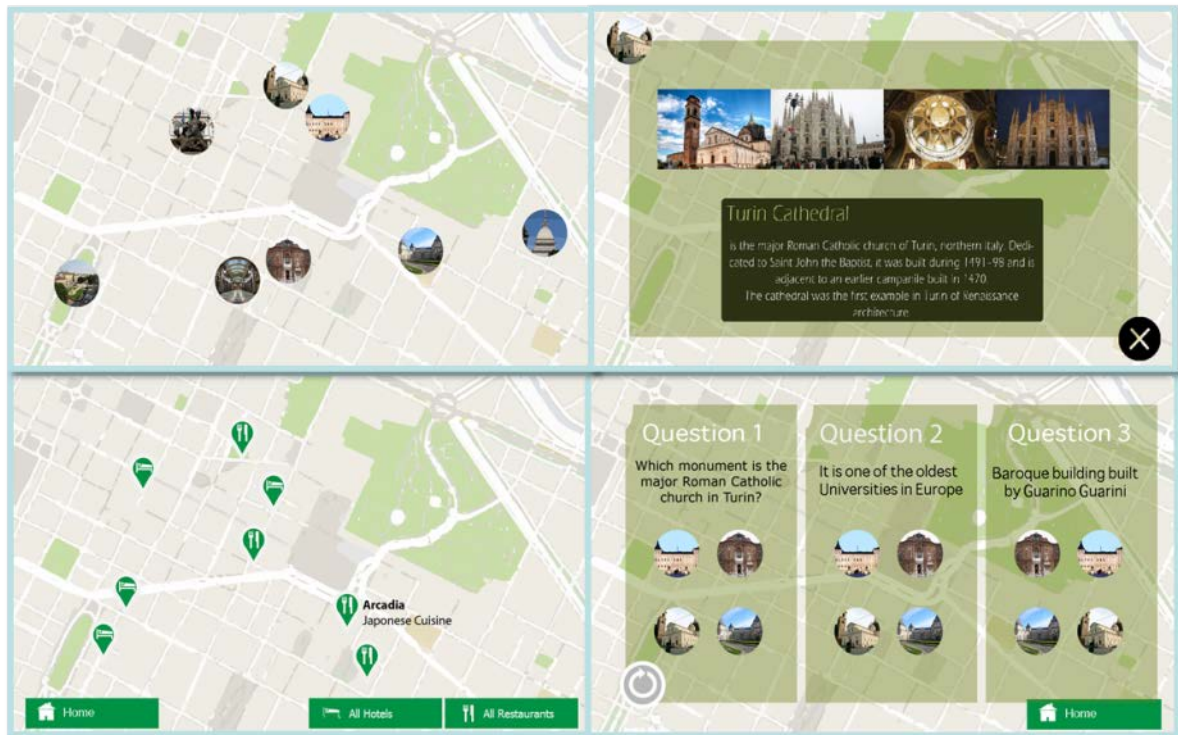 Turin Cathedral
is the major Roman Catholic church of Turin, northern Italy. Dedi-
cated to Saint John the Baptist, it was built during 1491-98 and is
adjacent to an earlier campanile built in 1470.
The cathedral was the first example in Turin of Renaissance
architecture
Arcadia
Japonese Cuisine
Home
All Hotels
All Restaurants
Question 1
Which monument is the
major Roman Catholic
church in Turin?
Question 2
It is one of the oldest
Universities in Europe
Question 3
Baroque building built
by Guarino Guarini
Home